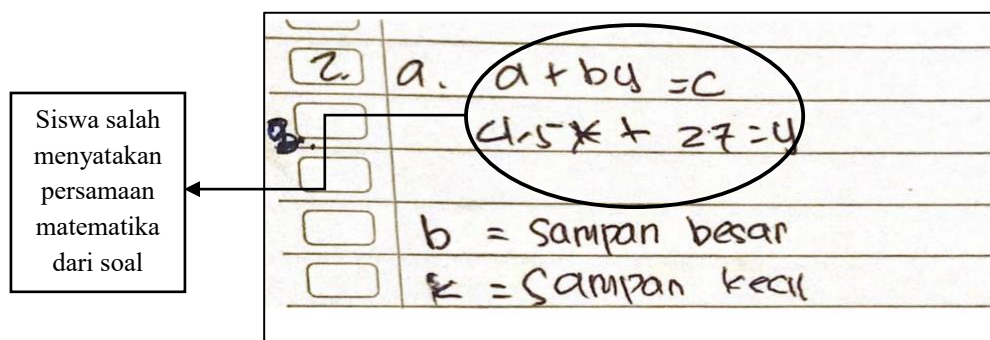 Siswa salah
menyatakan
persamaan
matematika
dari soal
2. a. a + by = c
4,5k + 27 = y
b = Sampan besar
k = Sampan kecil